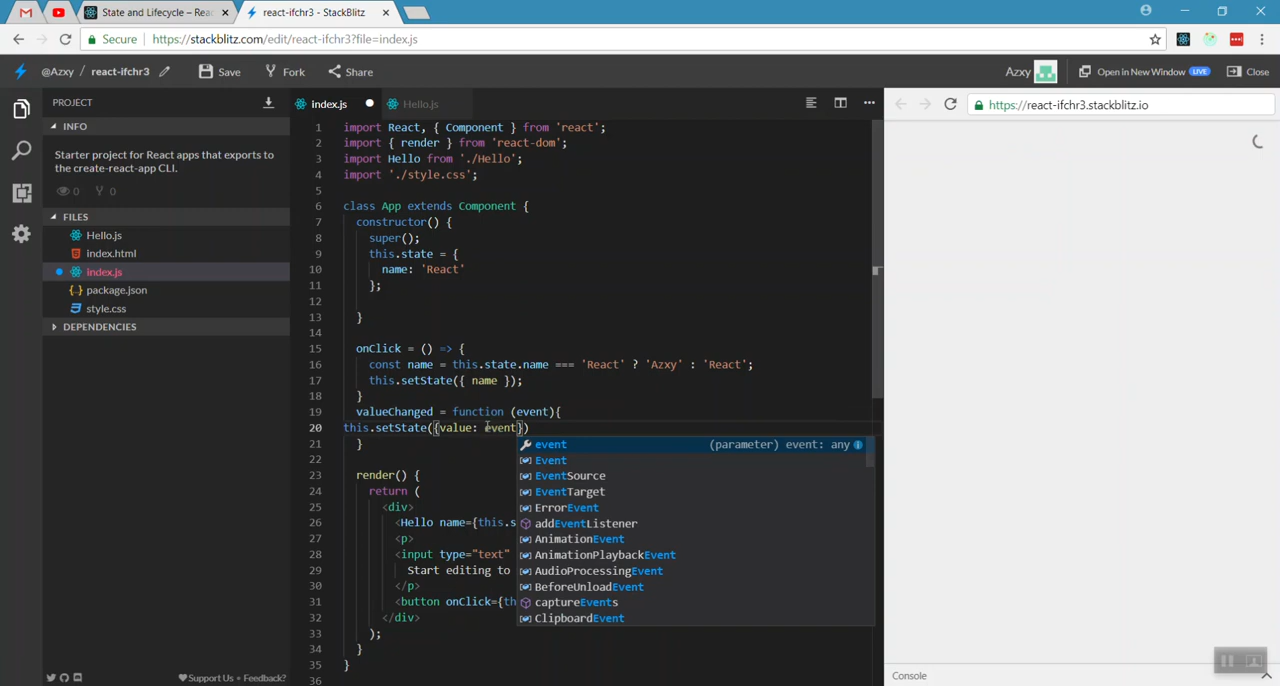 State and Lifecycle – Rea
react-ifchr3 - StackBlitz
Secure https://stackblitz.com/edit/react-ifchr3?file=index.js
@Azxy / react-ifchr3 Save Fork Share Azxy Open in New Window LIVE Close
PROJECT
INFO
Starter project for React apps that exports to
the create-react-app CLI.
0 0
FILES
Hello.js
index.html
index.js
package.json
style.css
DEPENDENCIES
Support Us • Feedback?
index.js Hello.js
1 import React, { Component } from 'react';
2 import { render } from 'react-dom';
3 import Hello from './Hello';
4 import './style.css';
5
6 class App extends Component {
7 constructor() {
8 super();
9 this.state = {
10 name: 'React'
11 };
12
13 }
14
15 onClick = () => {
16 const name = this.state.name === 'React' ? 'Azxy' : 'React';
17 this.setState({ name });
18 }
19 valueChanged = function (event){
20 this.setState({value: event})
21 }
22
23 render() {
24 return (
25 <div>
26 <Hello name={this.s
27 <p>
28 <input type="text"
29 Start editing to
30 </p>
31 <button onClick={th
32 </div>
33 );
34 }
35 }
36
event (parameter) event: any
Event
EventSource
EventTarget
ErrorEvent
addEventListener
AnimationEvent
AnimationPlaybackEvent
AudioProcessingEvent
BeforeUnloadEvent
captureEvents
ClipboardEvent
https://react-ifchr3.stackblitz.io
Console